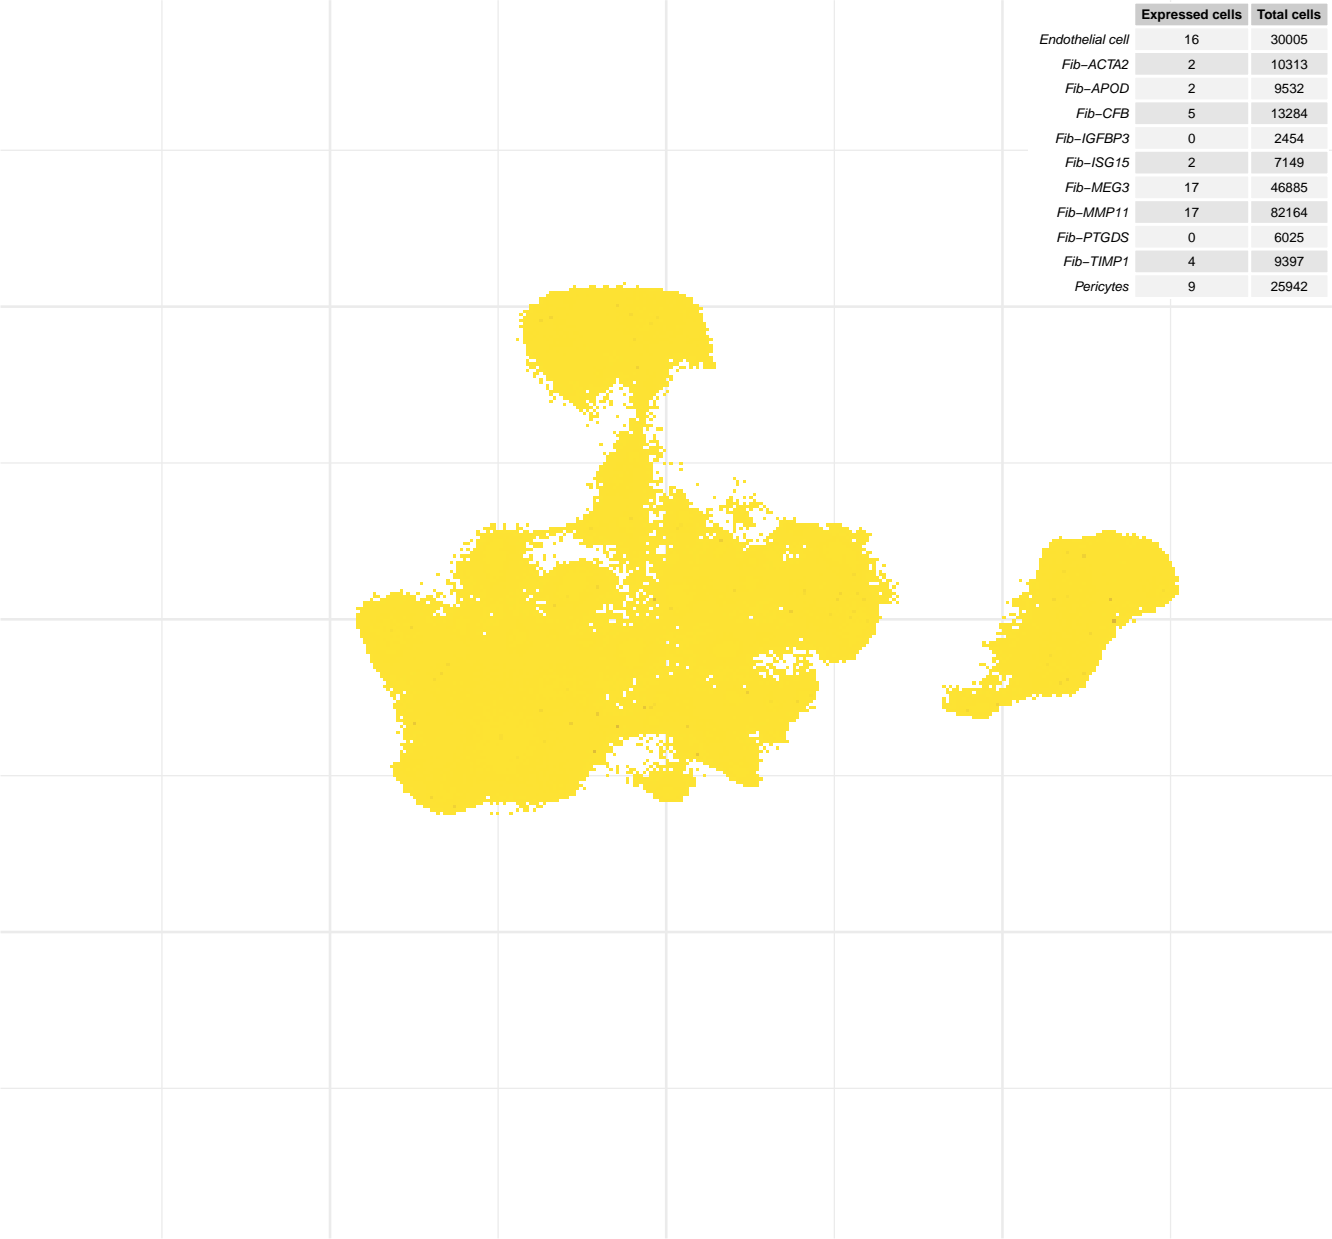 Expressed cells Total cells
Endothelial cell 16 30005
Fib−ACTA2 2 10313
Fib−APOD 2 9532
Fib−CFB 5 13284
Fib−IGFBP3 0 2454
Fib−ISG15 2 7149
Fib−MEG3 17 46885
Fib−MMP11 17 82164
Fib−PTGDS 0 6025
Fib−TIMP1 4 9397
Pericytes 9 25942